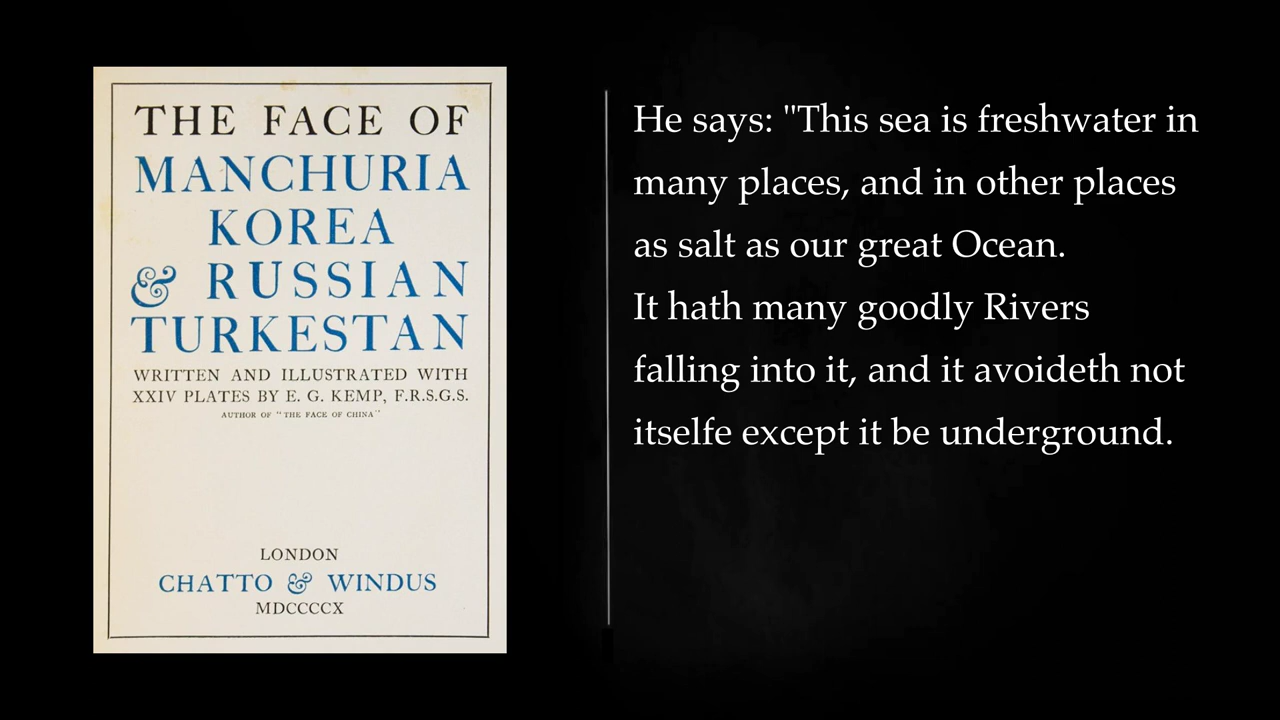 THE FACE OF
MANCHURIA
KOREA
& RUSSIAN
TURKESTAN
WRITTEN AND ILLUSTRATED WITH
XXIV PLATES BY E. G. KEMP, F.R.S.G.S.
AUTHOR OF "THE FACE OF CHINA"
LONDON
CHATTO & WINDUS
MDCCCCX
He says: "This sea is freshwater in
many places, and in other places
as salt as our great Ocean.
It hath many goodly Rivers
falling into it, and it avoideth not
itselfe except it be underground.